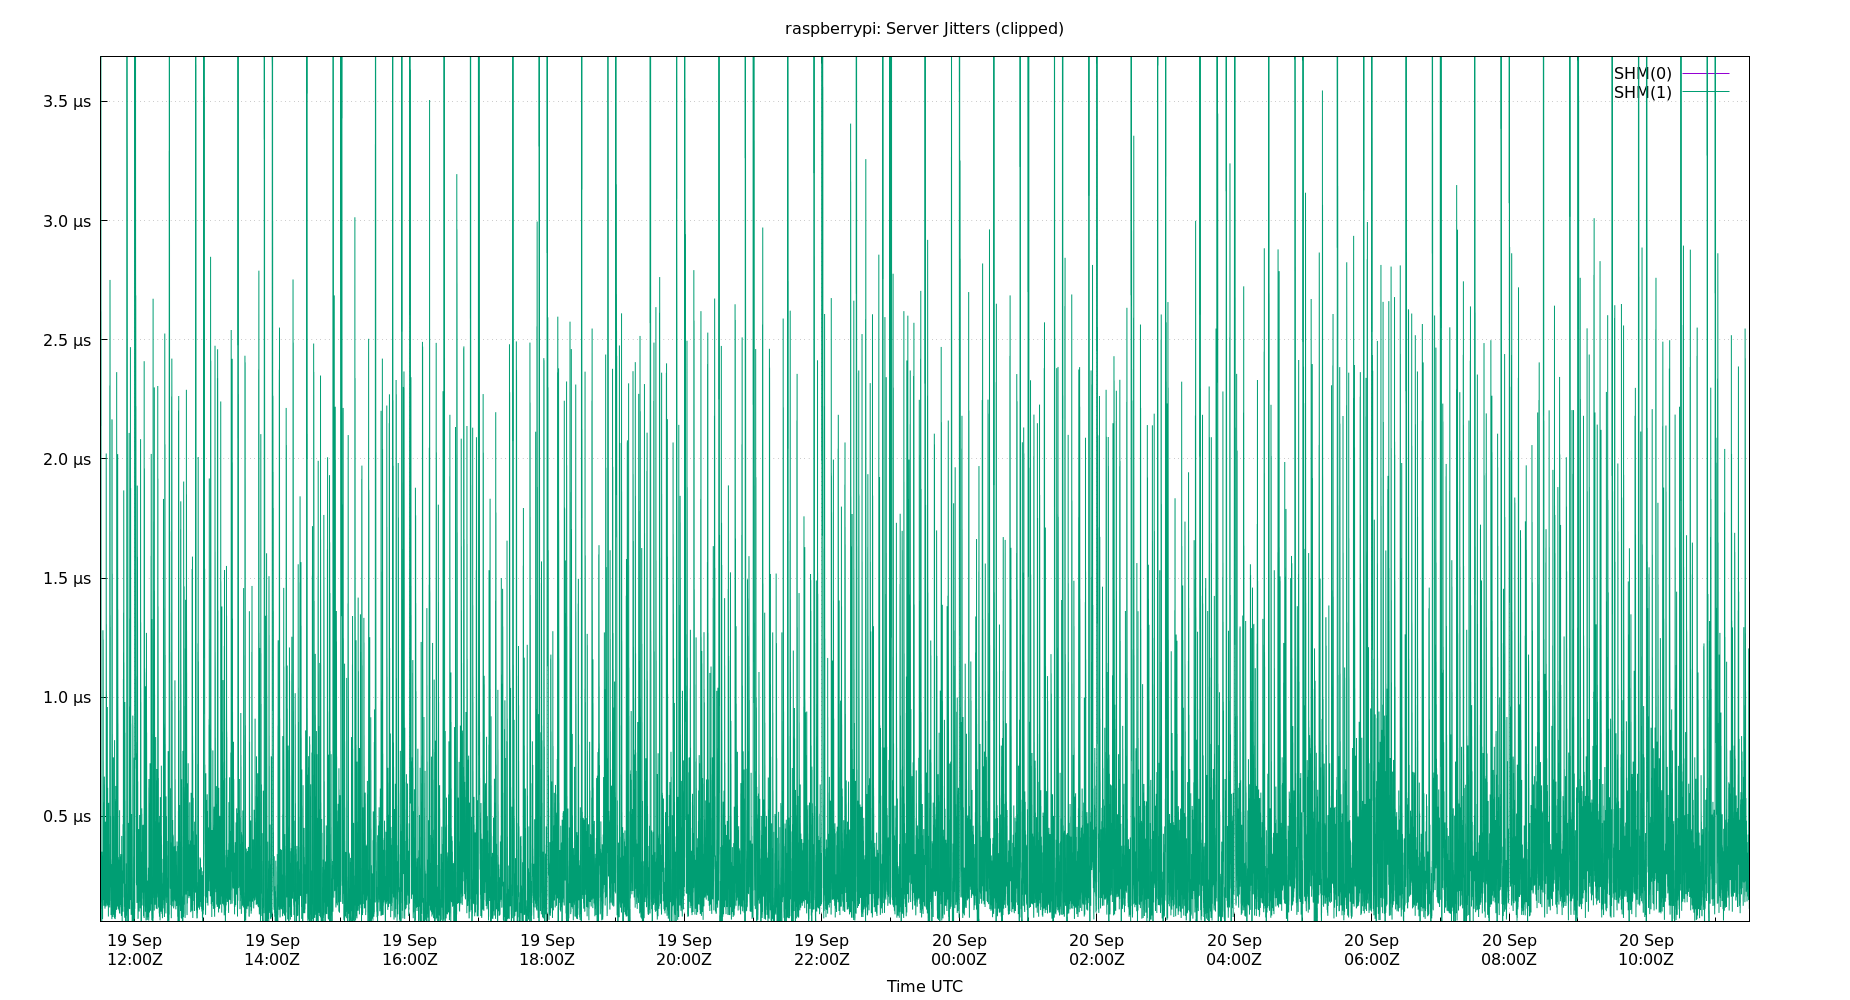 raspberrypi: Server Jitters (clipped)
SHM(0)
SHM(1)
3.5 µs
3.0 µs
2.5 µs
2.0 µs
1.5 µs
1.0 µs
0.5 µs
19 Sep 19 Sep 19 Sep 19 Sep 19 Sep 19 Sep 20 Sep 20 Sep 20 Sep 20 Sep 20 Sep 20 Sep
12:00Z 14:00Z 16:00Z 18:00Z 20:00Z 22:00Z 00:00Z 02:00Z 04:00Z 06:00Z 08:00Z 10:00Z
Time UTC